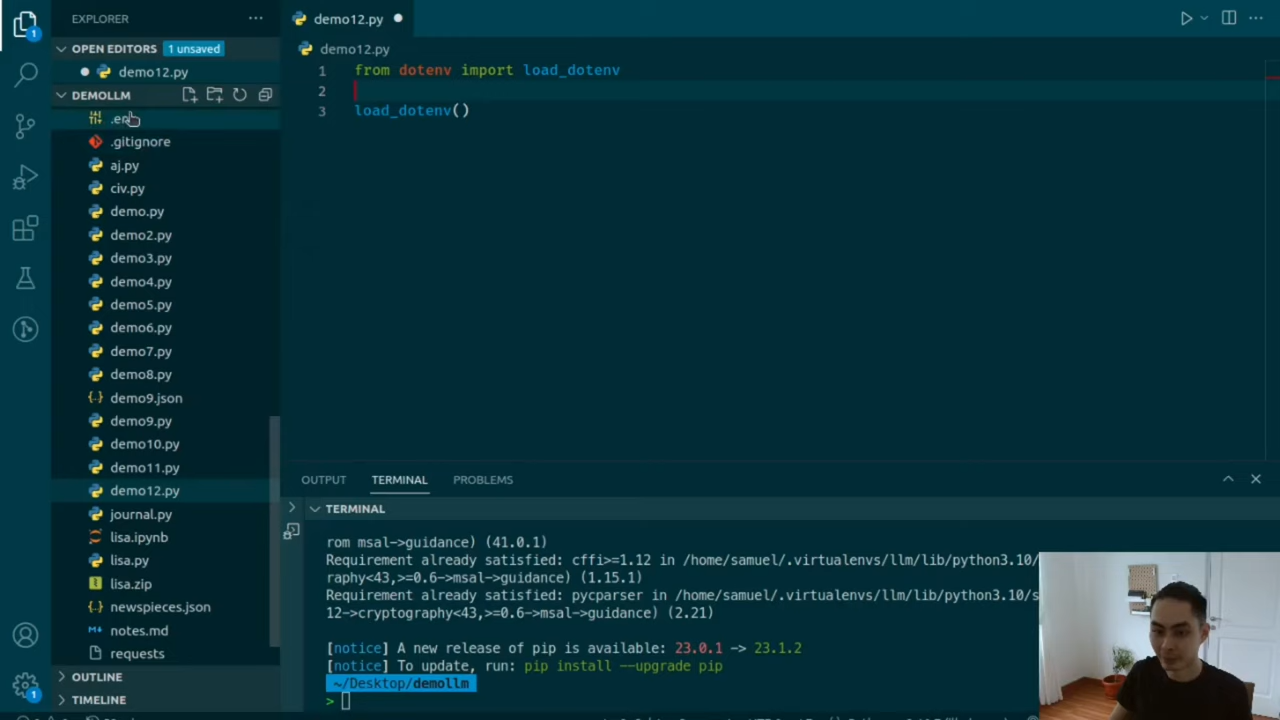 EXPLORER
OPEN EDITORS 1 unsaved
demo12.py
DEMOLLM
.gitignore
aj.py
civ.py
demo.py
demo2.py
demo3.py
demo4.py
demo5.py
demo6.py
demo7.py
demo8.py
demo9.json
demo9.py
demo10.py
demo11.py
demo12.py
journal.py
lisa.ipynb
lisa.py
lisa.zip
newspieces.json
notes.md
requests
OUTLINE
TIMELINE
1
1
demo12.py
demo12.py
1 from dotenv import load_dotenv
2
3 load_dotenv()
OUTPUT TERMINAL PROBLEMS
TERMINAL
rom msal->guidance) (41.0.1)
Requirement already satisfied: cffi>=1.12 in /home/samuel/.virtualenvs/llm/lib/python3.10/
raphy<43,>=0.6->msal->guidance) (1.15.1)
Requirement already satisfied: pycparser in /home/samuel/.virtualenvs/llm/lib/python3.10/s
12->cryptography<43,>=0.6->msal->guidance) (2.21)
[notice] A new release of pip is available: 23.0.1 -> 23.1.2
[notice] To update, run: pip install --upgrade pip
~/Desktop/demollm
>